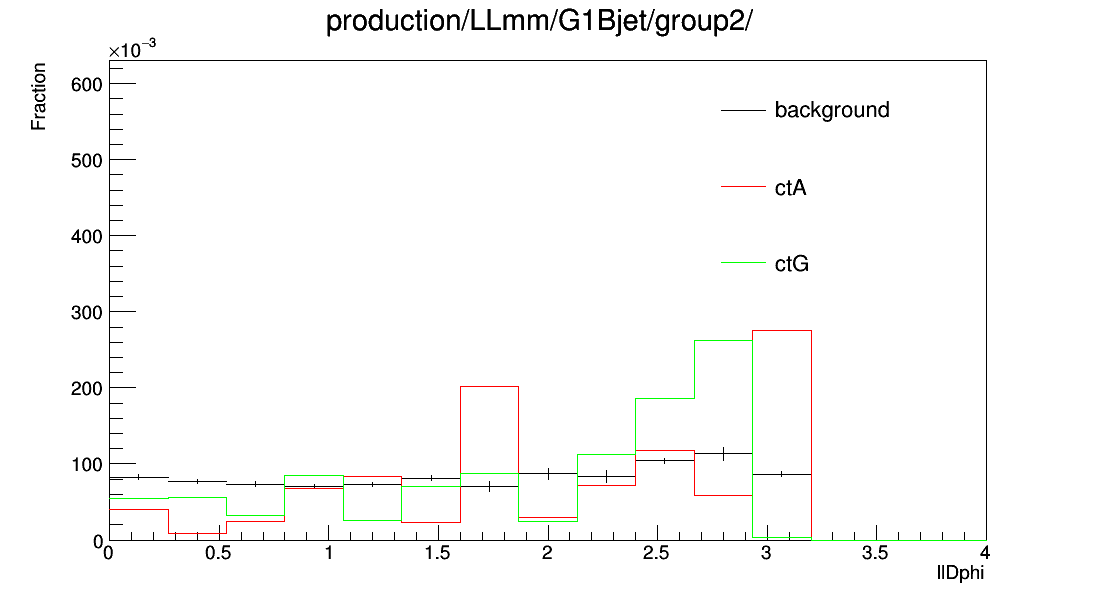 production/LLmm/G1Bjet/group2/
×10⁻³
Fraction
600
500
400
300
200
100
0
background
ctA
ctG
0 0.5 1 1.5 2 2.5 3 3.5 4
llDphi